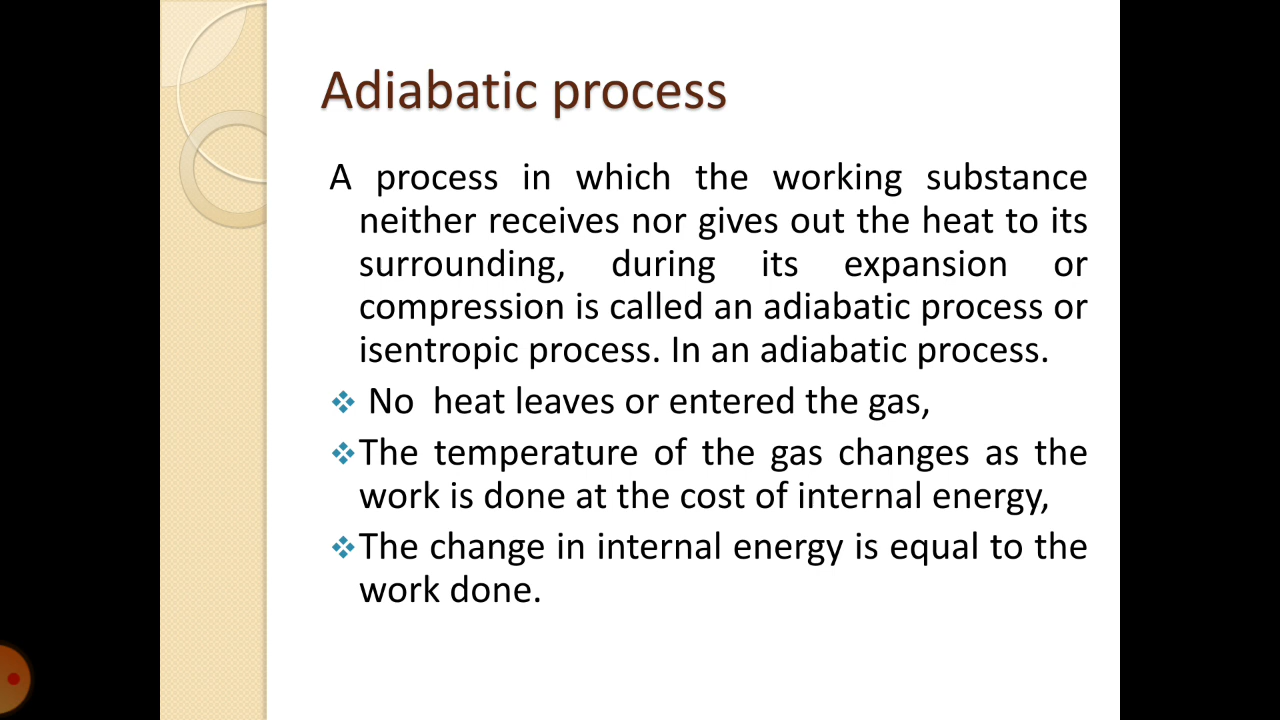 Adiabatic process
A process in which the working substance
neither receives nor gives out the heat to its
surrounding, during its expansion or
compression is called an adiabatic process or
isentropic process. In an adiabatic process.
No heat leaves or entered the gas,
The temperature of the gas changes as the
work is done at the cost of internal energy,
The change in internal energy is equal to the
work done.